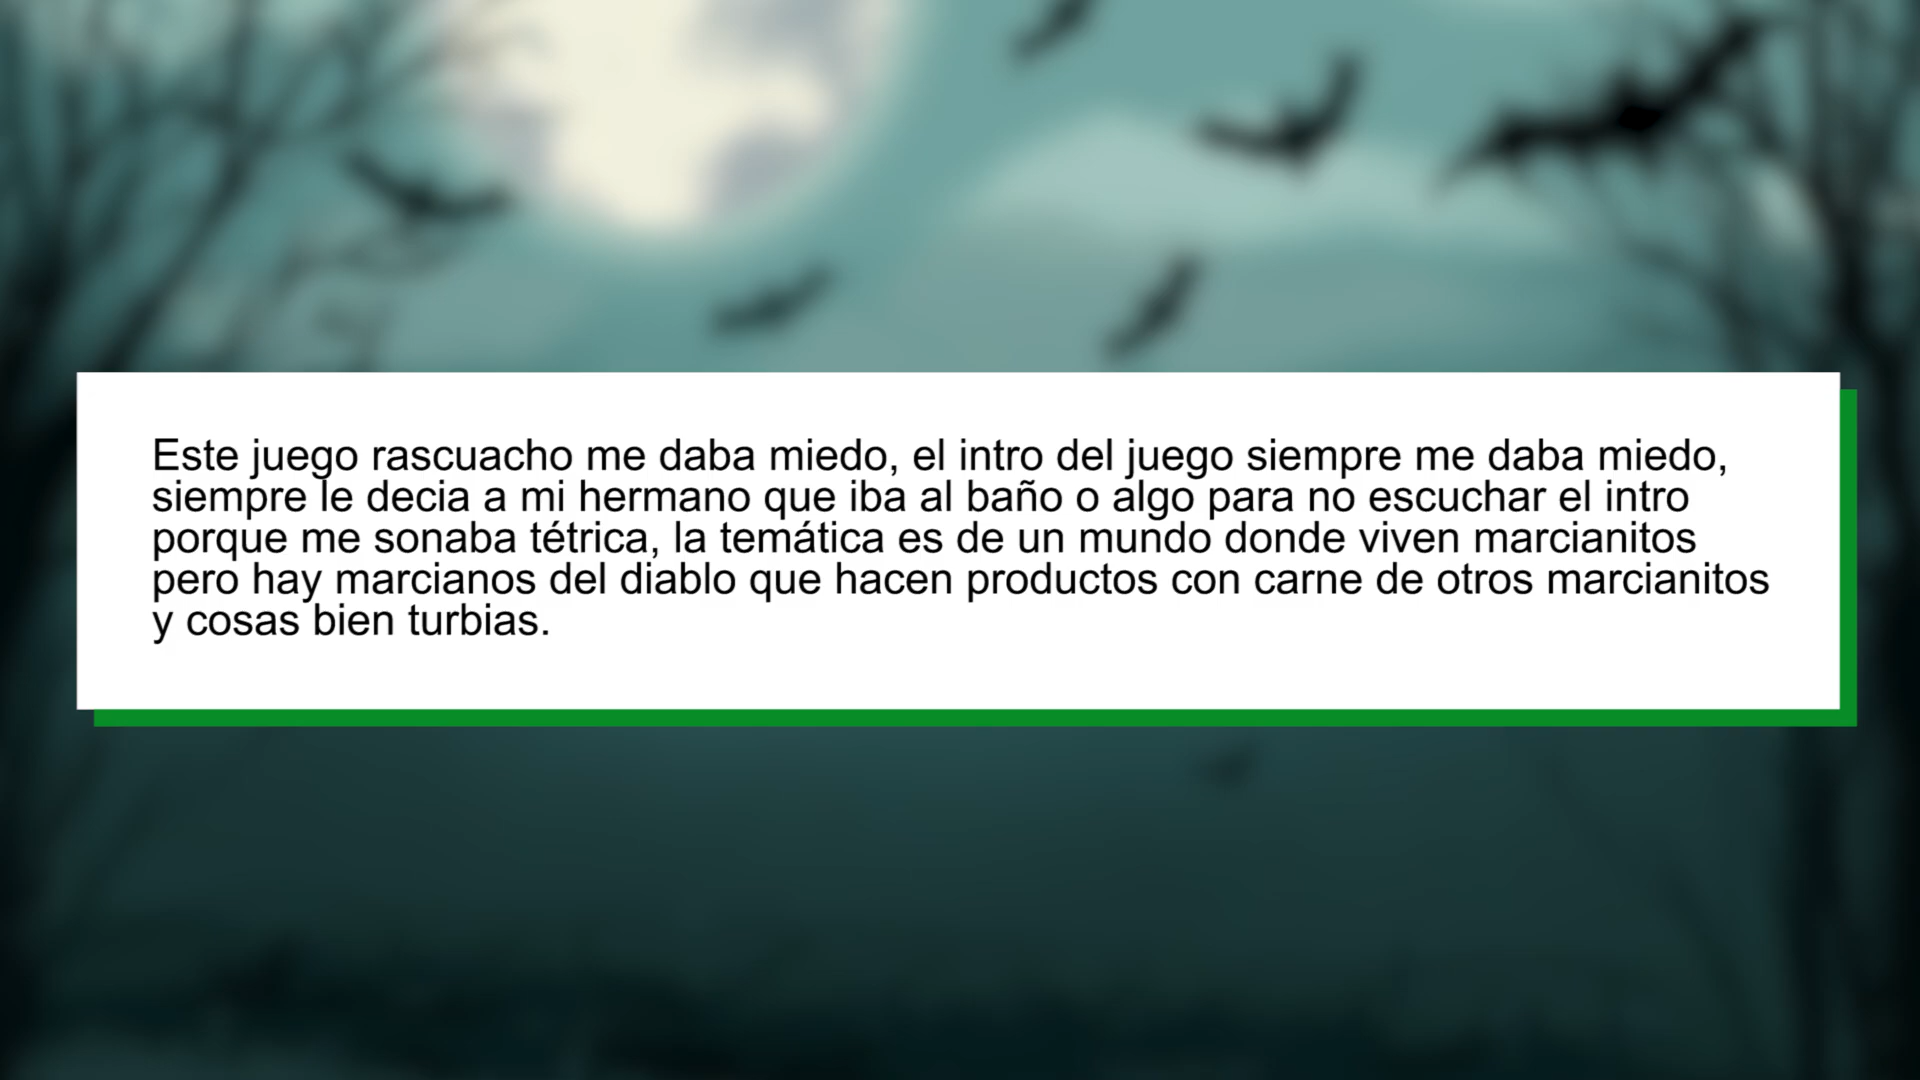 Este juego rascuacho me daba miedo, el intro del juego siempre me daba miedo,
siempre le decia a mi hermano que iba al baño o algo para no escuchar el intro
porque me sonaba tétrica, la temática es de un mundo donde viven marcianitos
pero hay marcianos del diablo que hacen productos con carne de otros marcianitos
y cosas bien turbias.